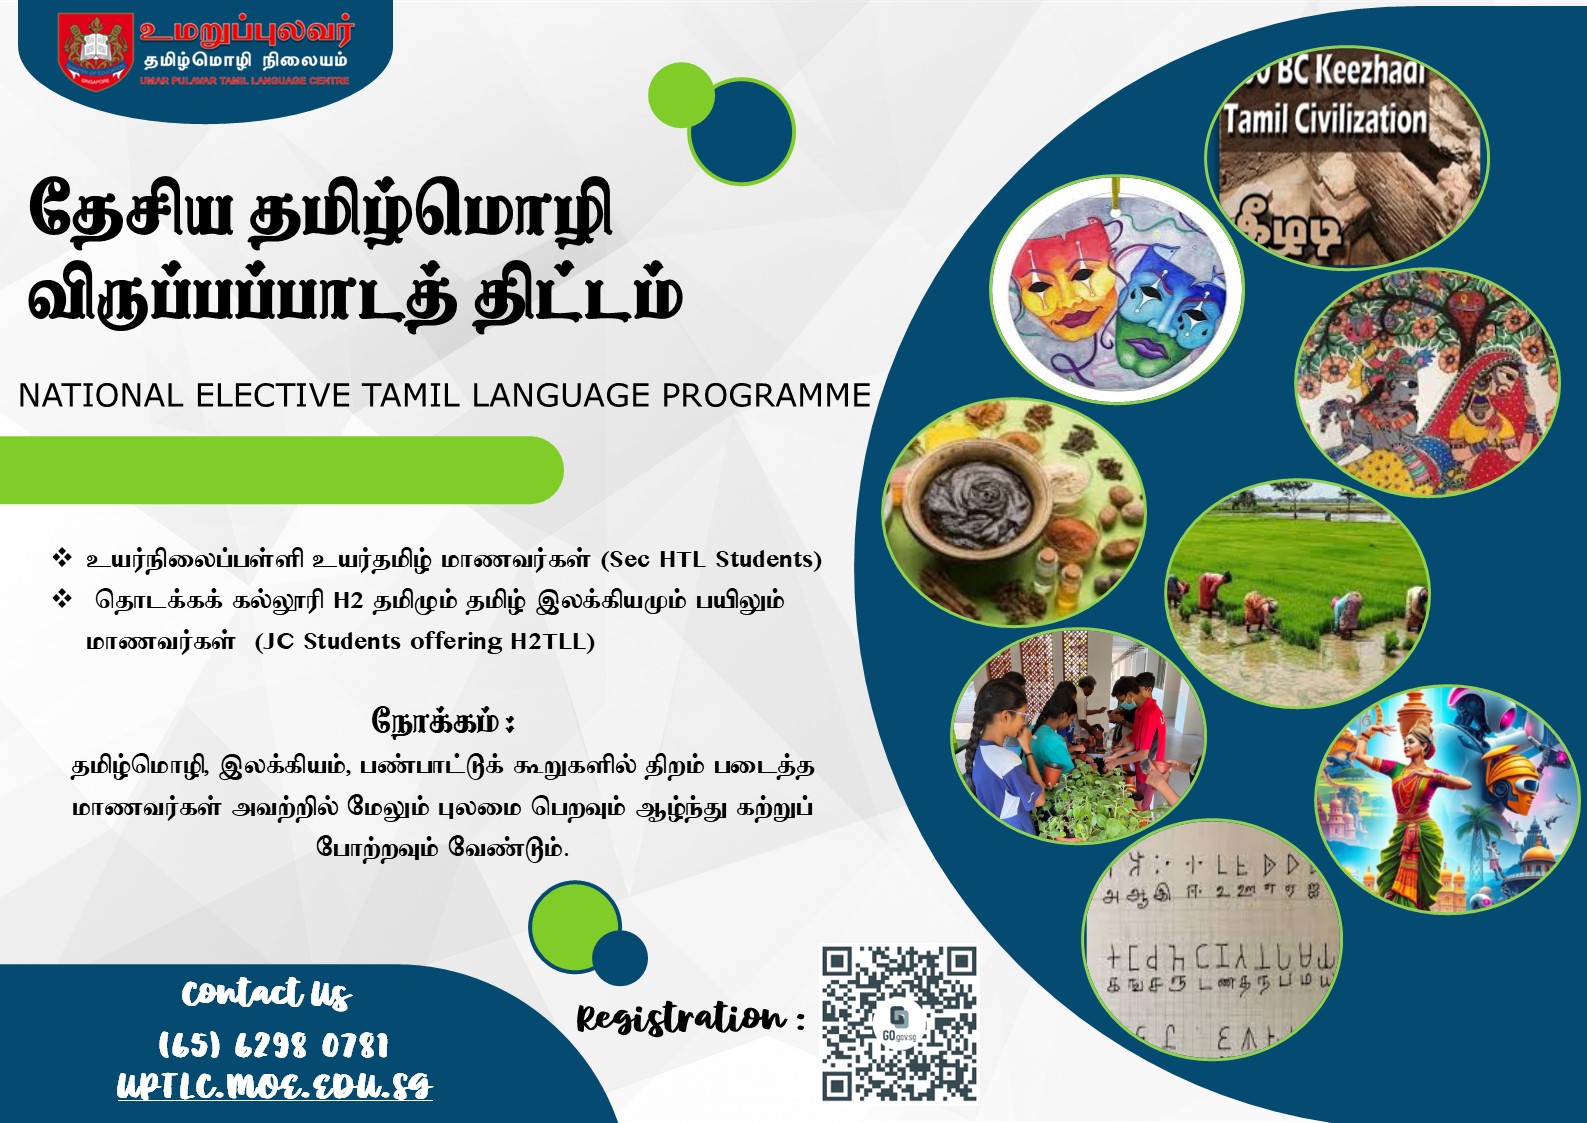 உமறுப்புலவர்
தமிழ்மொழி நிலையம்
UMAR PULAVAR TAMIL LANGUAGE CENTRE
SINGAPORE
தேசிய தமிழ்மொழி
விருப்பப்பாடத் திட்டம்
NATIONAL ELECTIVE TAMIL LANGUAGE PROGRAMME
❖ உயர்நிலைப்பள்ளி உயர்தமிழ் மாணவர்கள் (Sec HTL Students)
❖ தொடக்கக் கல்லூரி H2 தமிழும் தமிழ் இலக்கியமும் பயிலும்
மாணவர்கள் (JC Students offering H2TLL)
நோக்கம் :
தமிழ்மொழி, இலக்கியம், பண்பாட்டுக் கூறுகளில் திறம் படைத்த
மாணவர்கள் அவற்றில் மேலும் புலமை பெறவும் ஆழ்ந்து கற்றுப்
போற்றவும் வேண்டும்.
Contact Us
(65) 6298 0781
UPTLC.MOE.EDU.SG
Registration :
GOgov.sg
BC Keezhadi
Tamil Civilization
கீழடி
அ ஆ இ ஈ உ ஊ எ ஏ ஐ
க ங ச ஞ ட ண த ந ப ம ய